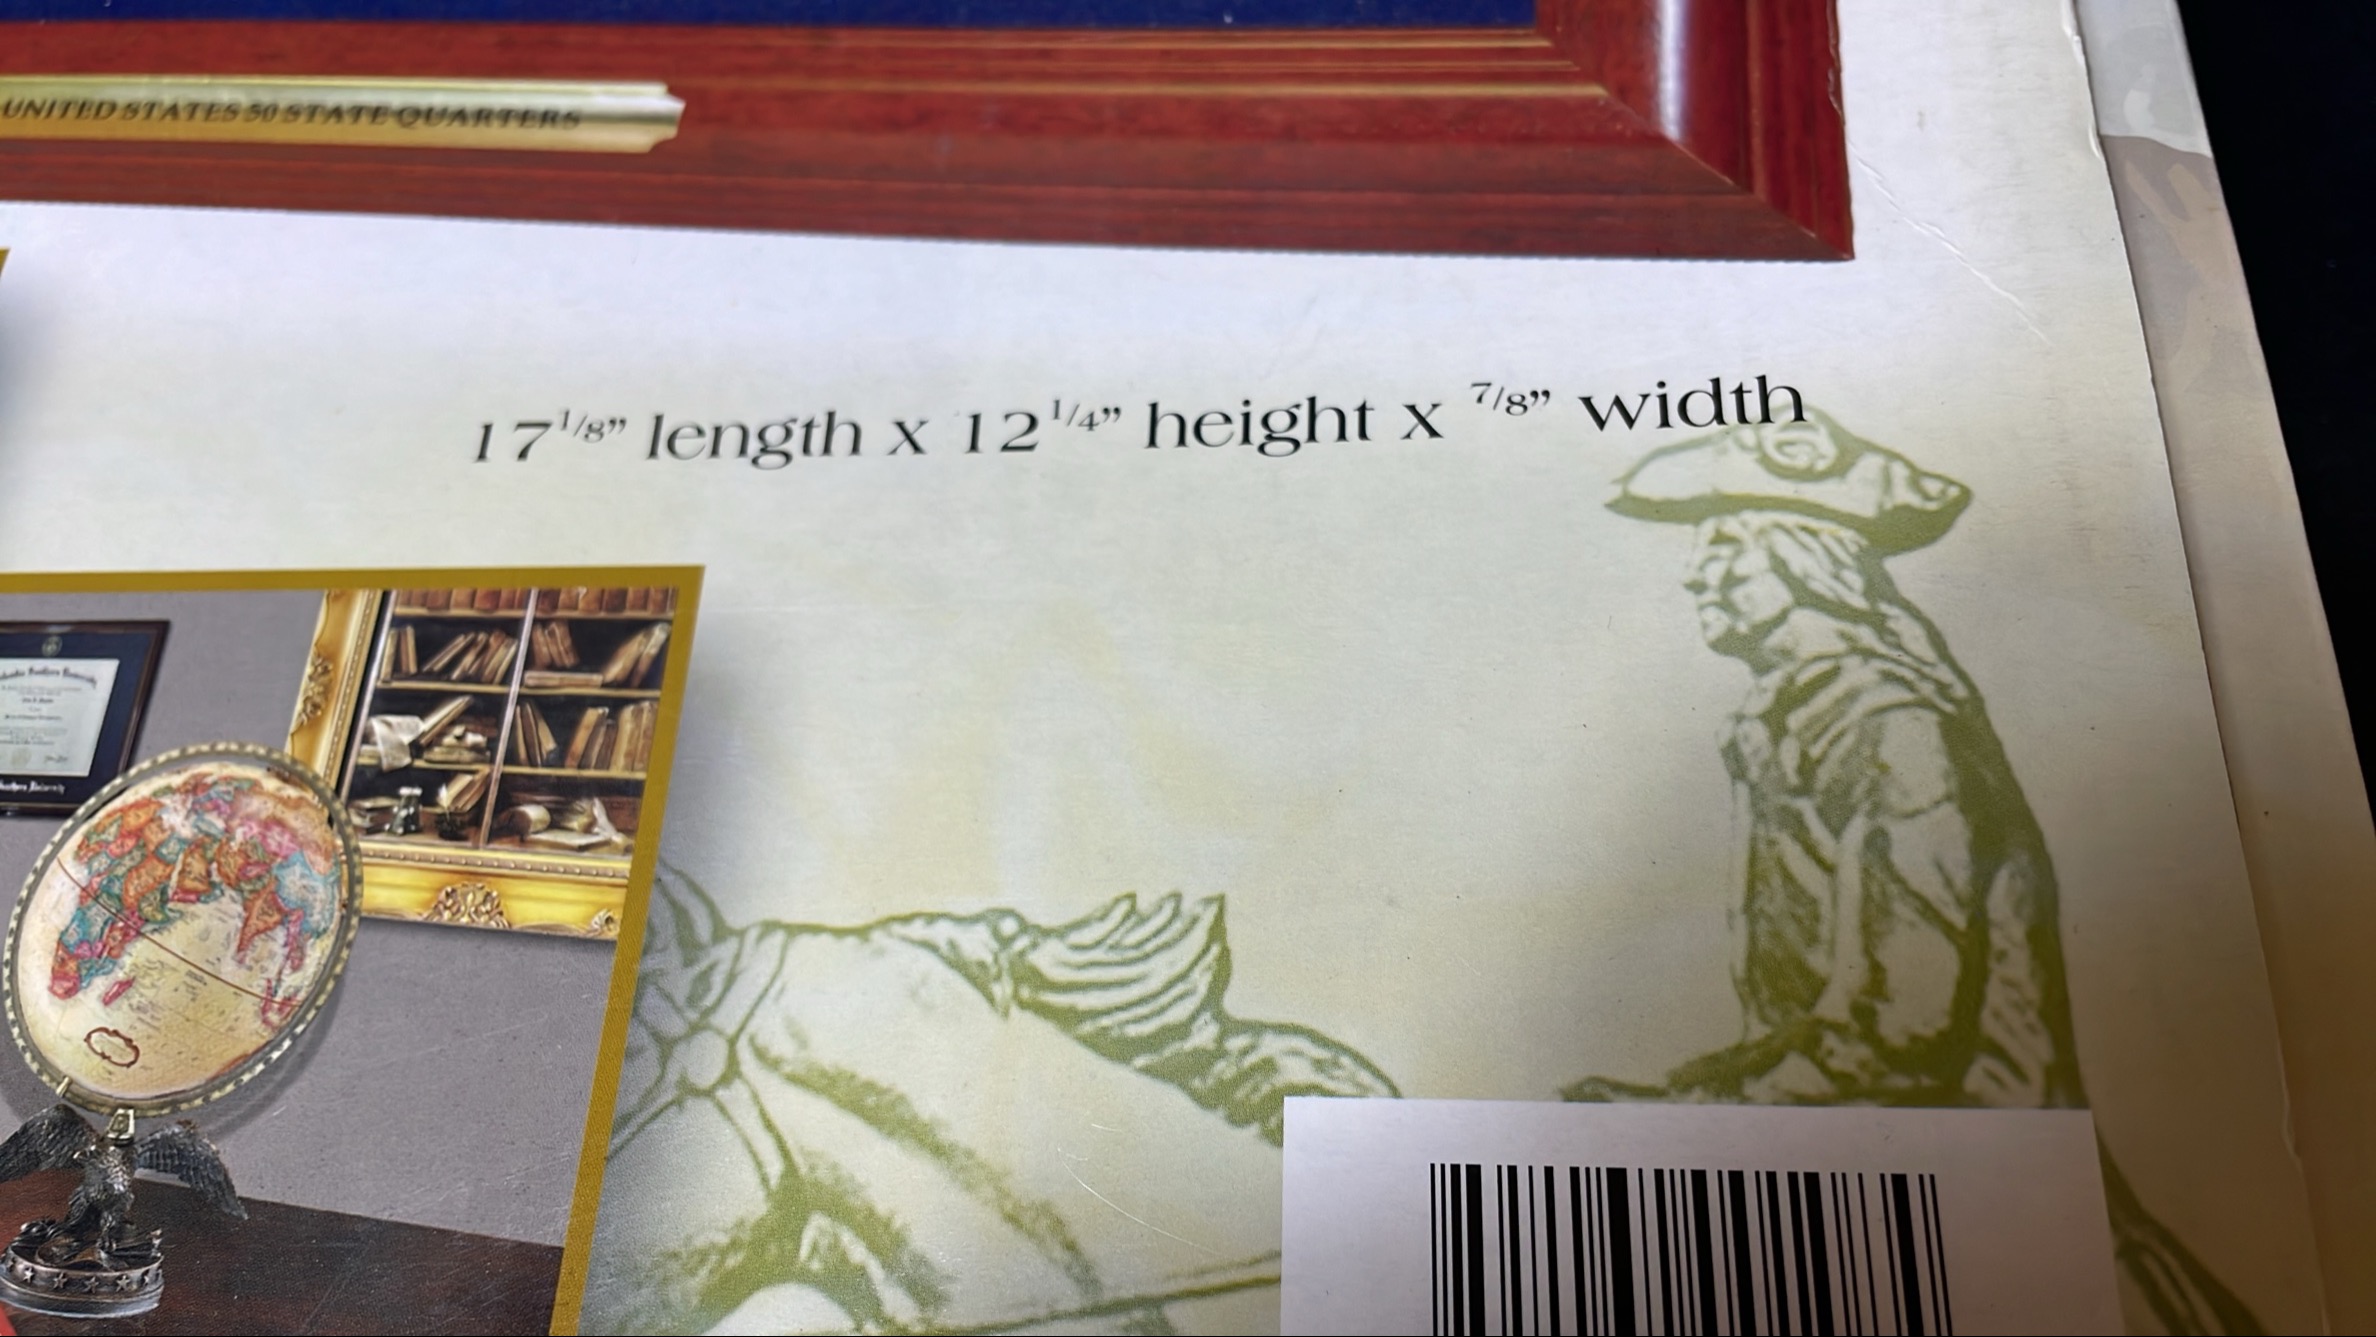 UNITED STATES 50 STATE QUARTERS
17 1/8” length x 12 1/4” height x 7/8” width